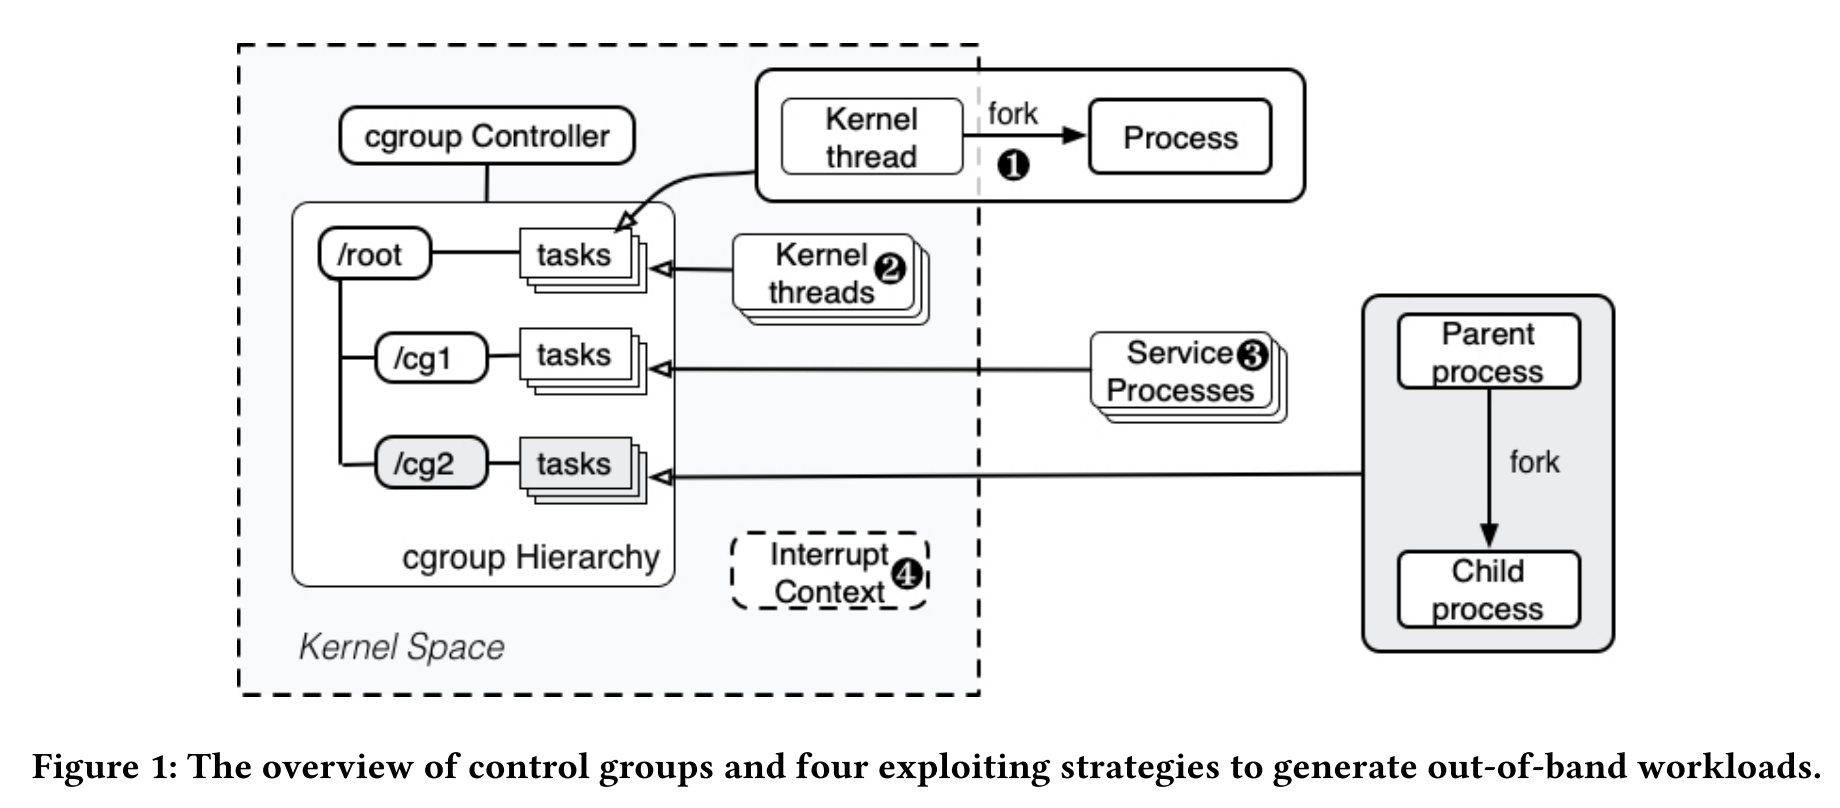 cgroup Controller
Kernel
thread
fork
❶
Process
/root
tasks
Kernel
threads
❷
/cg1
tasks
Service
Processes
❸
/cg2
tasks
cgroup Hierarchy
Interrupt
Context
❹
Kernel Space
Parent
process
fork
Child
process
Figure 1: The overview of control groups and four exploiting strategies to generate out-of-band workloads.